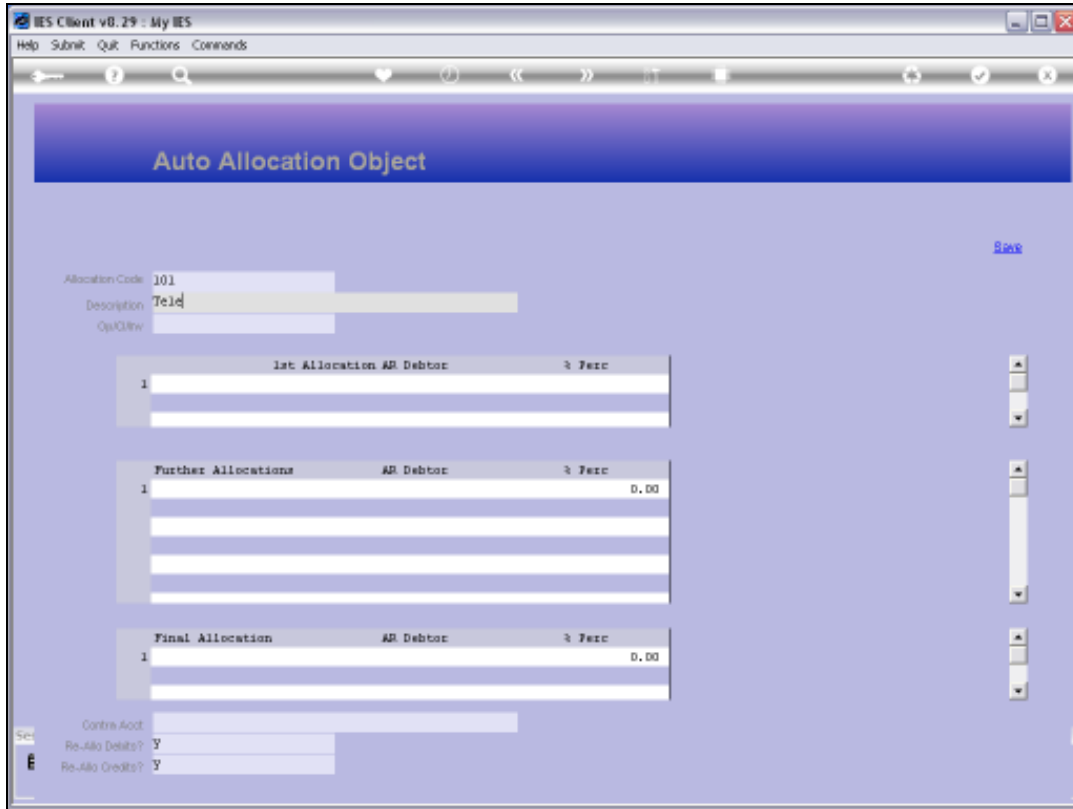 IES Client v8.29 : My IES
Help Submit Quit Functions Commands
Auto Allocation Object
Save
Allocation Code 101
Description Tele
Op/Cl/Inv
1st Allocation AR Debtor % Perc
1
Further Allocations AR Debtor % Perc
1 0.00
Final Allocation AR Debtor % Perc
1 0.00
Contra Acct
Re-Allo Debits? Y
Re-Allo Credits? Y